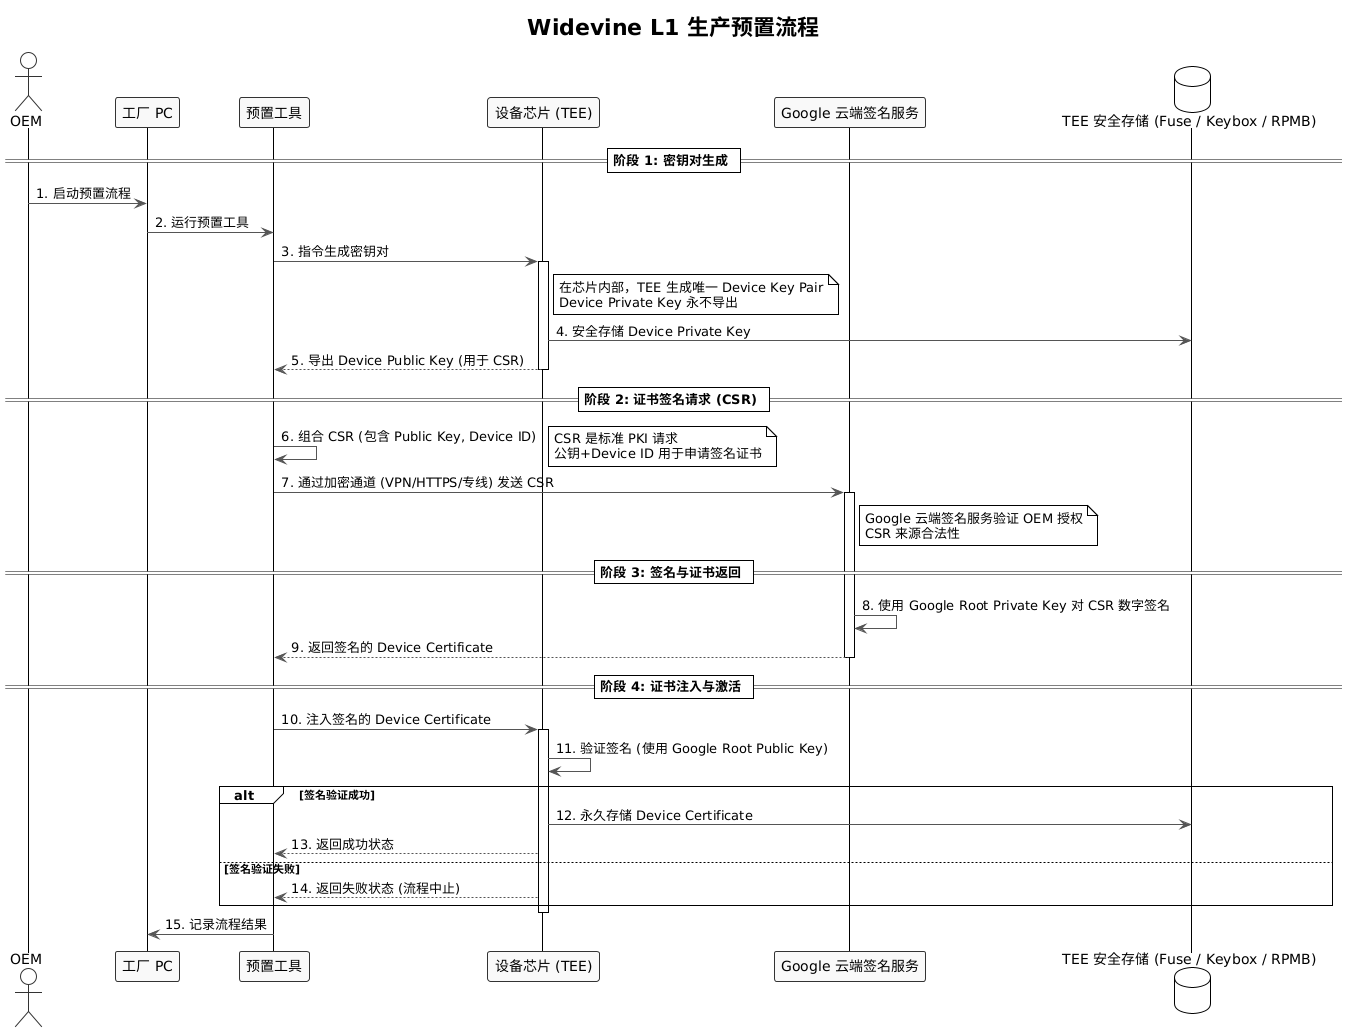 Widevine L1 生产预置流程
OEM
工厂 PC
预置工具
设备芯片 (TEE)
Google 云端签名服务
TEE 安全存储 (Fuse / Keybox / RPMB)
阶段 1: 密钥对生成
1. 启动预置流程
2. 运行预置工具
3. 指令生成密钥对
在芯片内部，TEE 生成唯一 Device Key Pair
Device Private Key 永不导出
4. 安全存储 Device Private Key
5. 导出 Device Public Key (用于 CSR)
阶段 2: 证书签名请求 (CSR)
6. 组合 CSR (包含 Public Key, Device ID)
CSR 是标准 PKI 请求
公钥+Device ID 用于申请签名证书
7. 通过加密通道 (VPN/HTTPS/专线) 发送 CSR
Google 云端签名服务验证 OEM 授权
CSR 来源合法性
阶段 3: 签名与证书返回
8. 使用 Google Root Private Key 对 CSR 数字签名
9. 返回签名的 Device Certificate
阶段 4: 证书注入与激活
10. 注入签名的 Device Certificate
11. 验证签名 (使用 Google Root Public Key)
alt [签名验证成功]
12. 永久存储 Device Certificate
13. 返回成功状态
[签名验证失败]
14. 返回失败状态 (流程中止)
15. 记录流程结果
OEM
工厂 PC
预置工具
设备芯片 (TEE)
Google 云端签名服务
TEE 安全存储 (Fuse / Keybox / RPMB)